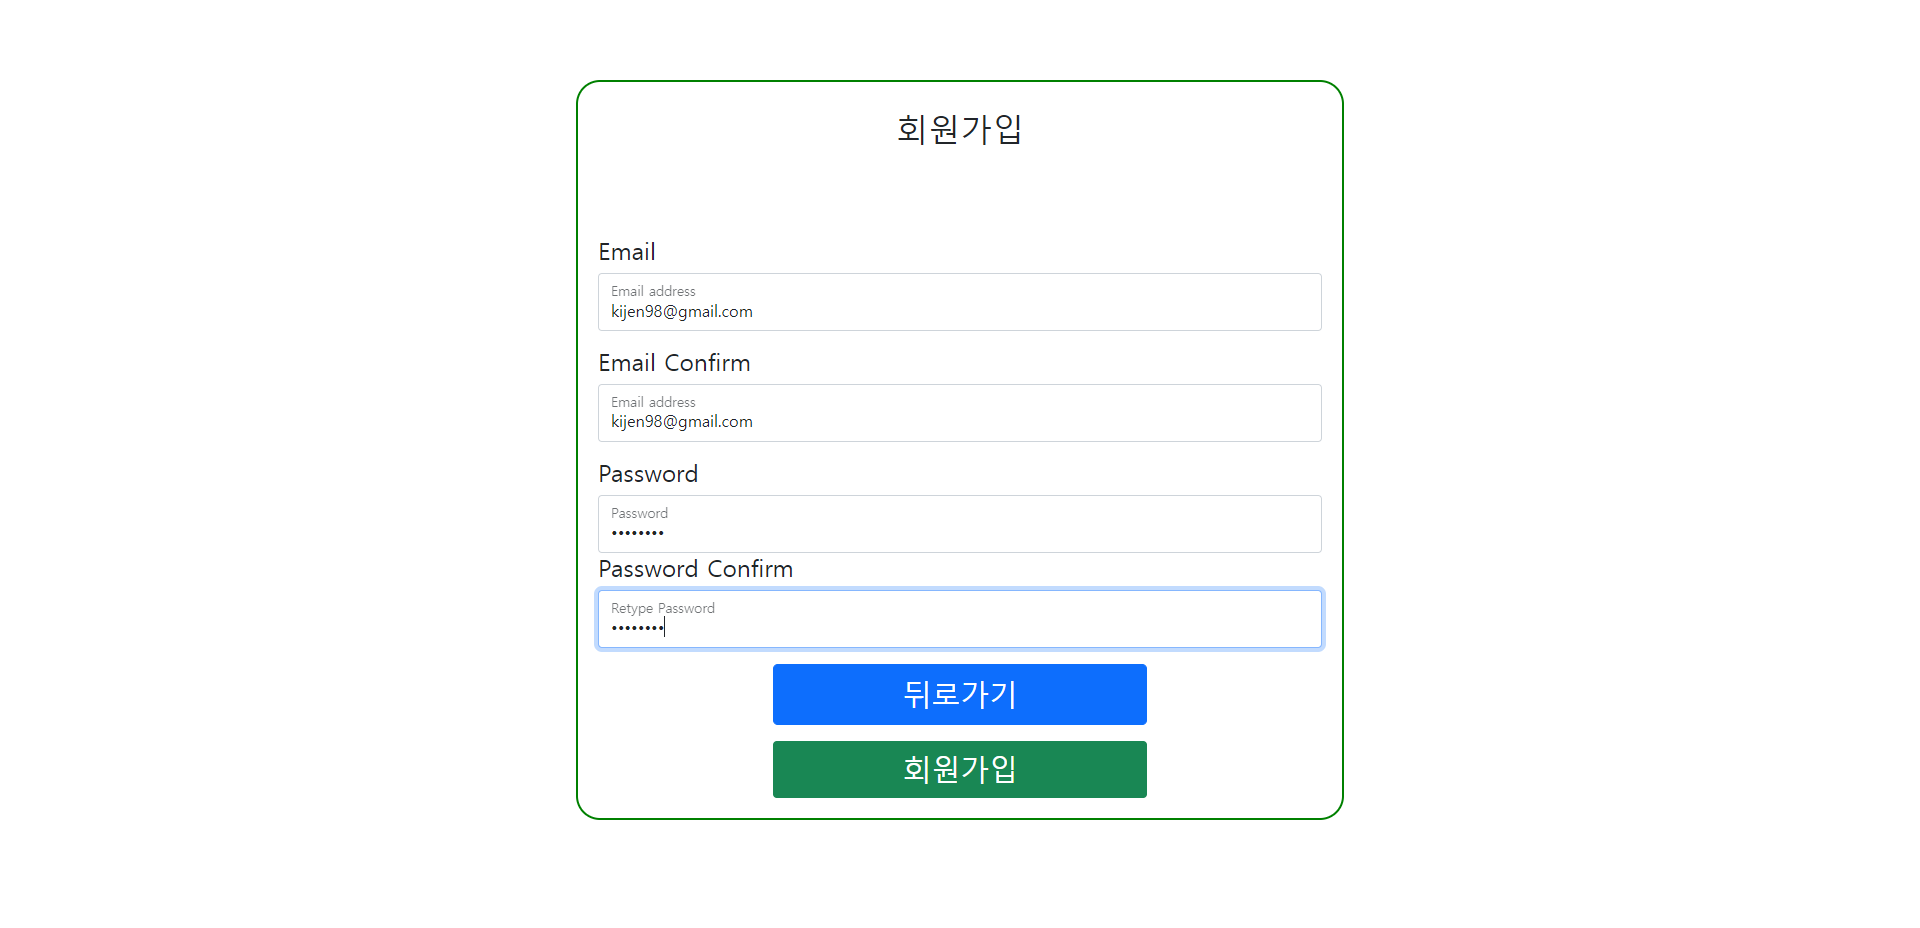 회원가입
Email
Email address
kijen98@gmail.com
Email Confirm
Email address
kijen98@gmail.com
Password
Password
••••••••
Password Confirm
Retype Password
••••••••
뒤로가기
회원가입